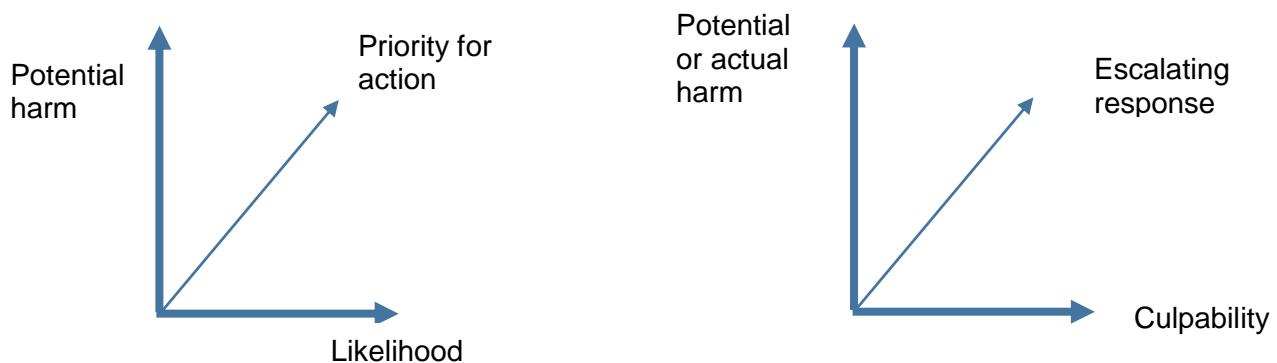 Potential
harm
Priority for
action
Likelihood
Potential
or actual
harm
Escalating
response
Culpability